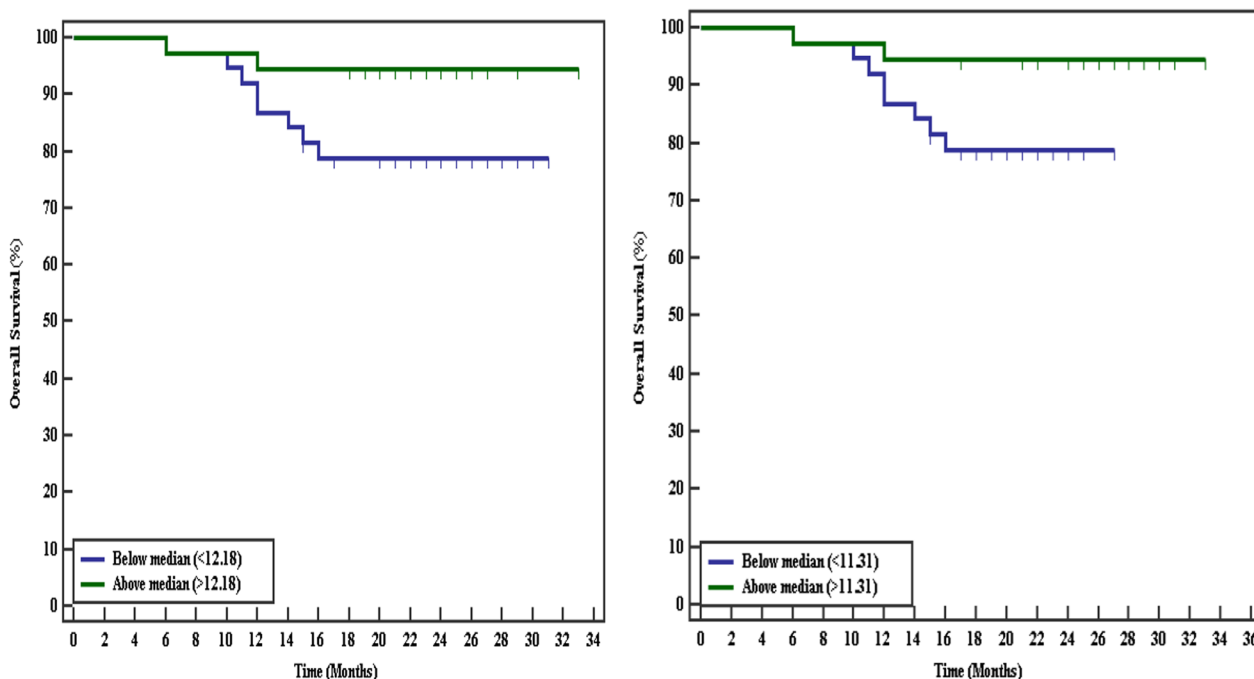 Overall Survival (%)
100
90
80
70
60
50
40
30
20
10
0
Below median (<12.18)
Above median (>12.18)
0 2 4 6 8 10 12 14 16 18 20 22 24 26 28 30 32 34
Time (Months)
Overall Survival (%)
100
90
80
70
60
50
40
30
20
10
0
Below median (<11.31)
Above median (>11.31)
0 2 4 6 8 10 12 14 16 18 20 22 24 26 28 30 32 34 36
Time (Months)